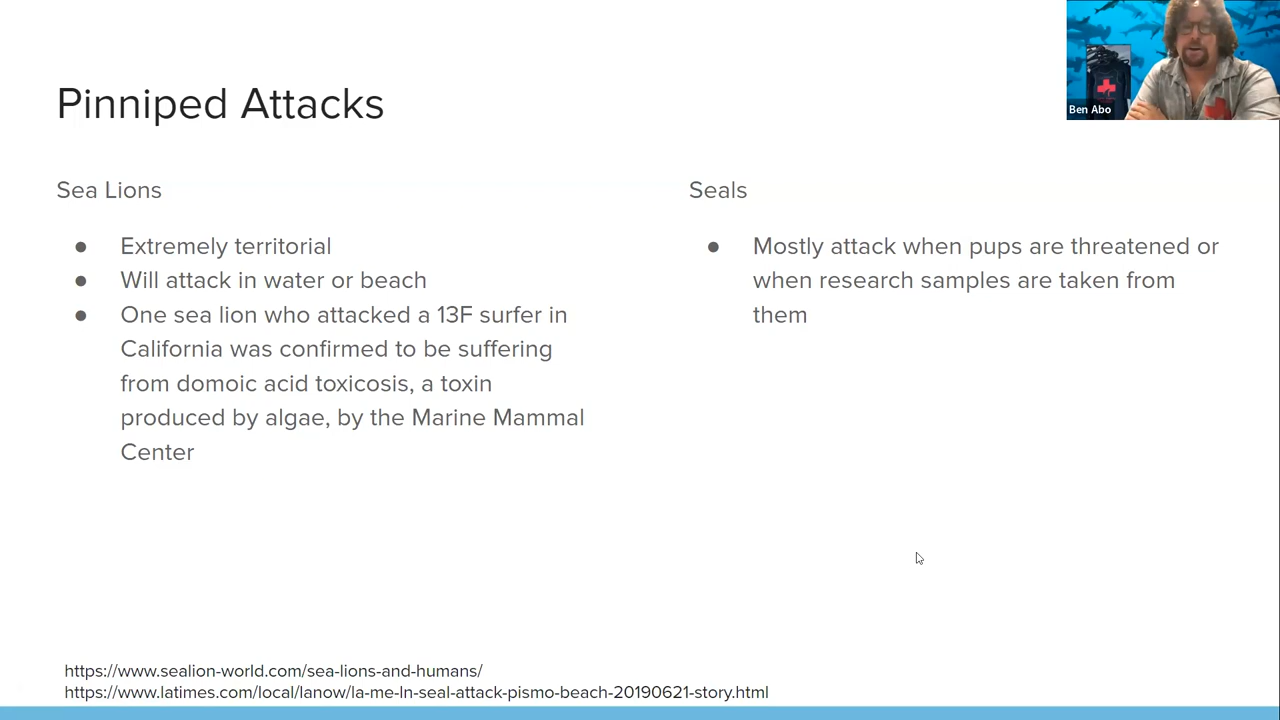 Pinniped Attacks
Ben Abo
Sea Lions
● Extremely territorial
● Will attack in water or beach
● One sea lion who attacked a 13F surfer in
California was confirmed to be suffering
from domoic acid toxicosis, a toxin
produced by algae, by the Marine Mammal
Center
Seals
● Mostly attack when pups are threatened or
when research samples are taken from
them
https://www.sealion-world.com/sea-lions-and-humans/
https://www.latimes.com/local/lanow/la-me-ln-seal-attack-pismo-beach-20190621-story.html